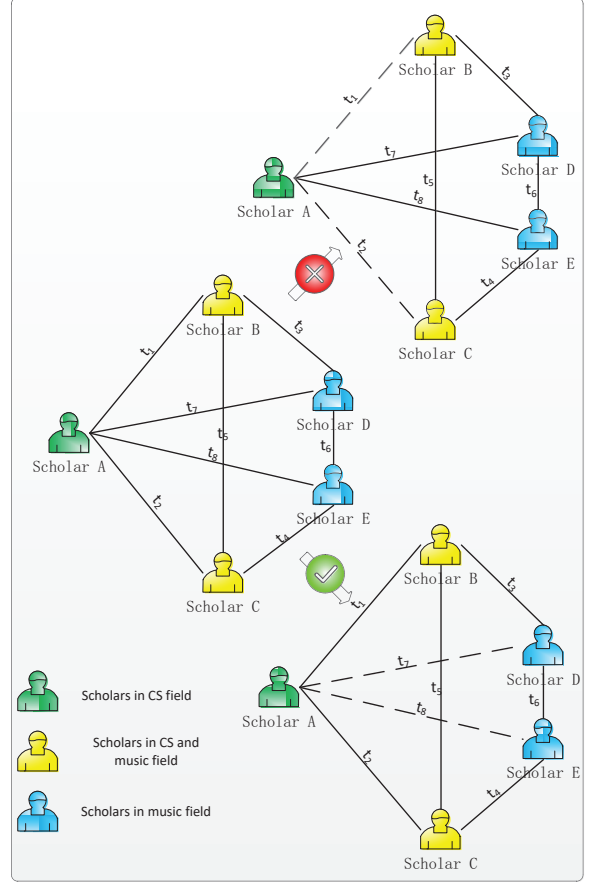 Scholar B
t1
t3
t7
Scholar D
t5
t6
t8
Scholar A
t2
Scholar E
t4
Scholar C
Scholar B
t1
t3
t7
Scholar D
t5
t6
t8
Scholar A
t2
Scholar E
t4
Scholar C
Scholar B
t1
t3
t7
Scholar D
t5
t6
t8
Scholar A
t2
Scholar E
t4
Scholar C
Scholars in CS field
Scholars in CS and
music field
Scholars in music field